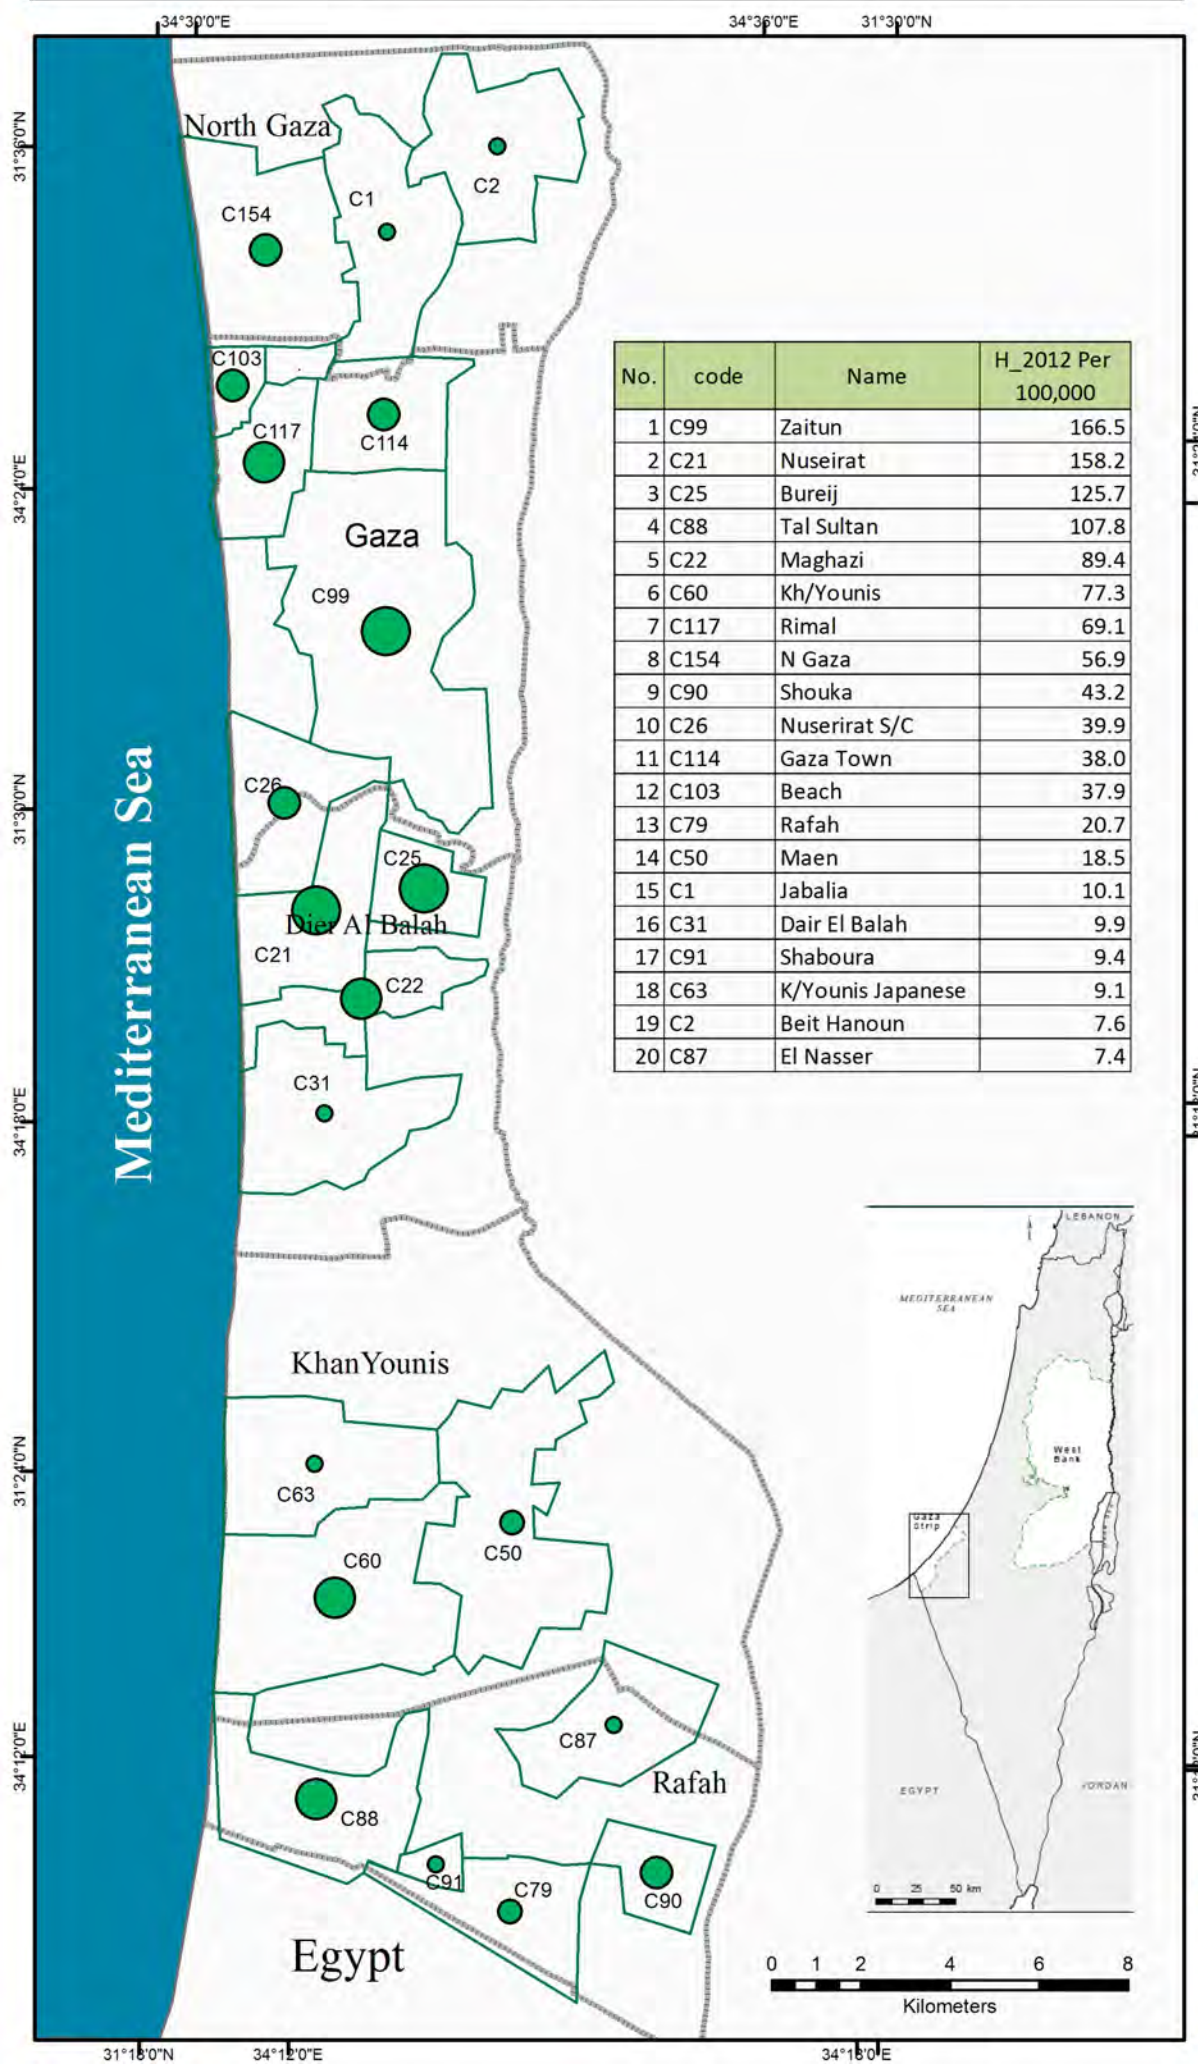 34°30'0"E
34°36'0"E
31°30'0"N
31°36'0"N
North Gaza
C2
C1
C154
C103
C117
C114
34°24'0"E
Gaza
C99
No. code Name H_2012 Per 100,000
1 C99 Zaitun 166.5
2 C21 Nuseirat 158.2
3 C25 Bureij 125.7
4 C88 Tal Sultan 107.8
5 C22 Maghazi 89.4
6 C60 Kh/Younis 77.3
7 C117 Rimal 69.1
8 C154 N Gaza 56.9
9 C90 Shouka 43.2
10 C26 Nuserirat S/C 39.9
11 C114 Gaza Town 38.0
12 C103 Beach 37.9
13 C79 Rafah 20.7
14 C50 Maen 18.5
15 C1 Jabalia 10.1
16 C31 Dair El Balah 9.9
17 C91 Shaboura 9.4
18 C63 K/Younis Japanese 9.1
19 C2 Beit Hanoun 7.6
20 C87 El Nasser 7.4
Mediterranean Sea
C26
31°30'0"N
C25
Dier Al Balah
C21
C22
C31
34°18'0"E
KhanYounis
31°24'0"N
C63
C50
C60
C87
34°12'0"E
Rafah
C88
C91
C79
C90
Egypt
LEBANON
MEDITERRANEAN
SEA
West
Bank
Gaza
Strip
EGYPT
JORDAN
0 25 50 km
0 1 2 4 6 8
Kilometers
31°18'0"N
34°12'0"E
34°18'0"E